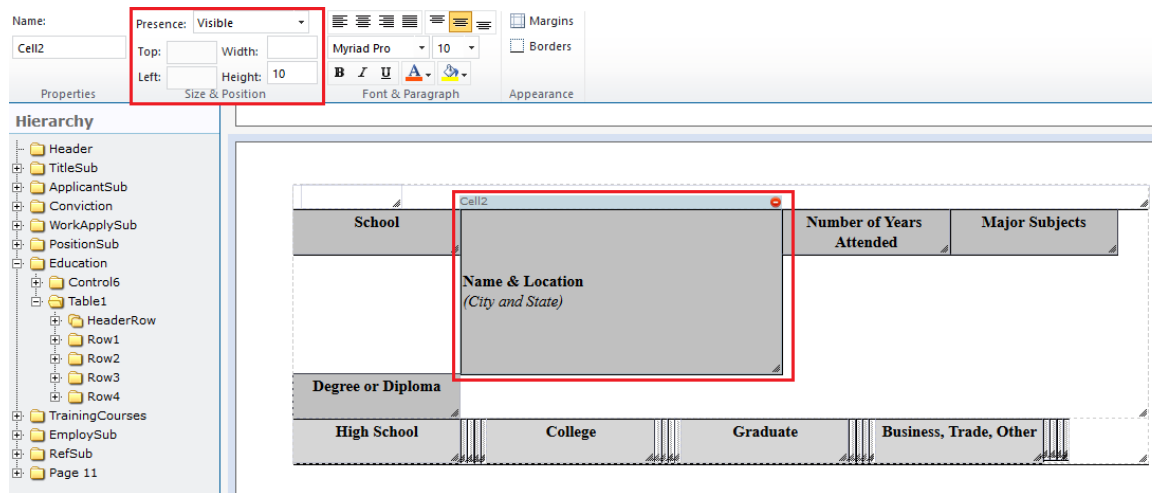 Name:
Presence: Visible
Margins
Cell2
Top:
Width:
Myriad Pro
10
Borders
Left:
Height: 10
B I U A
Properties
Size & Position
Font & Paragraph
Appearance
Hierarchy
Header
TitleSub
ApplicantSub
Conviction
WorkApplySub
PositionSub
Education
Control6
Table1
HeaderRow
Row1
Row2
Row3
Row4
TrainingCourses
EmploySub
RefSub
Page 11
Cell2
School
Name & Location
(City and State)
Number of Years
Attended
Major Subjects
Degree or Diploma
High School
College
Graduate
Business, Trade, Other